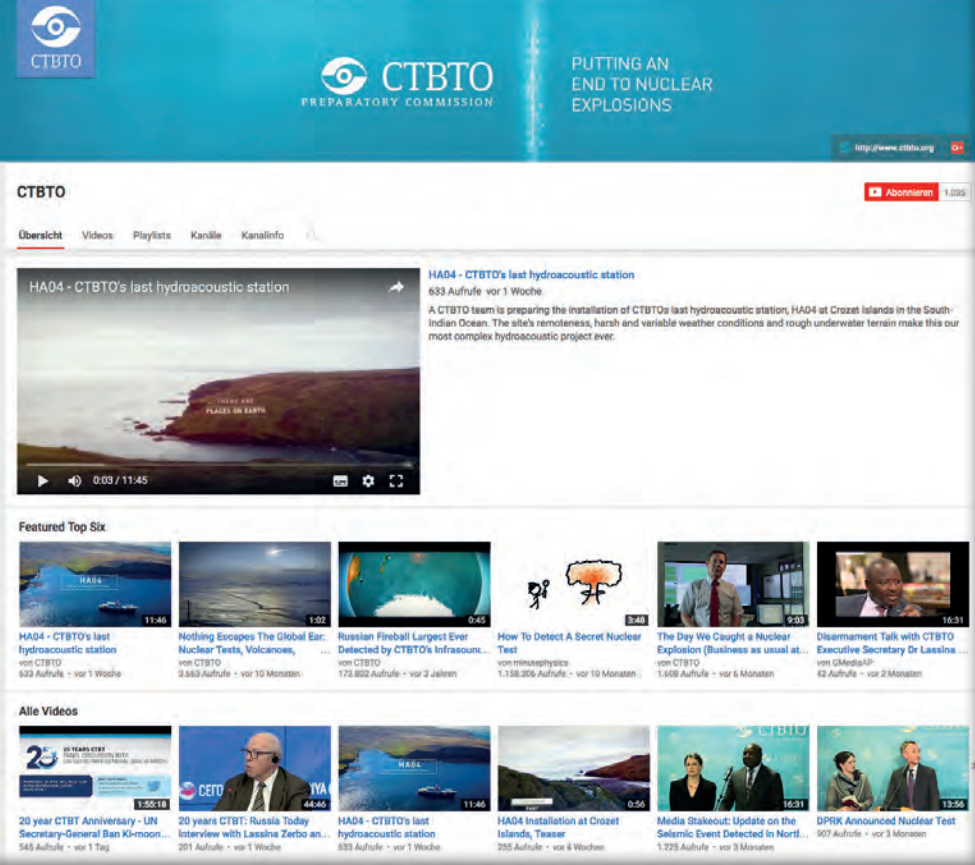 CTBTO
CTBTO
PREPARATORY COMMISSION
PUTTING AN
END TO NUCLEAR
EXPLOSIONS
http://www.ctbto.org
G+
CTBTO
Abonnieren 1.035
Übersicht Videos Playlists Kanäle Kanalinfo
HA04 - CTBTO's last hydroacoustic station
THERE ARE
PLACES ON EARTH
0:03 / 11:45
HA04 - CTBTO's last hydroacoustic station
633 Aufrufe vor 1 Woche
A CTBTO team is preparing the installation of CTBTOs last hydroacoustic station, HA04 at Crozet Islands in the South-
Indian Ocean. The site's remoteness, harsh and variable weather conditions and rough underwater terrain make this our
most complex hydroacoustic project ever.
Featured Top Six
HA04
11:46
HA04 - CTBTO's last
hydroacoustic station
von CTBTO
633 Aufrufe • vor 1 Woche
1:02
Nothing Escapes The Global Ear:
Nuclear Tests, Volcanoes, ...
von CTBTO
3.663 Aufrufe • vor 10 Monaten
0:45
Russian Fireball Largest Ever
Detected by CTBTO's Infrasoun...
von CTBTO
173.802 Aufrufe • vor 3 Jahren
3:48
How To Detect A Secret Nuclear
Test
von minutephysics
1.158.306 Aufrufe • vor 10 Monaten
9:03
The Day We Caught a Nuclear
Explosion (Business as usual at...
von CTBTO
1.608 Aufrufe • vor 6 Monaten
16:31
Disarmament Talk with CTBTO
Executive Secretary Dr Lassina ...
von GMediaAP
42 Aufrufe • vor 2 Monaten
Alle Videos
20 YEARS CTBT
PANEL DISCUSSION WITH
UN SECRETARY-GENERAL BAN KI-MOON
1:55:18
20 year CTBT Anniversary - UN
Secretary-General Ban Ki-moon...
545 Aufrufe • vor 1 Tag
44:46
20 years CTBT: Russia Today
Interview with Lassina Zerbo an...
201 Aufrufe • vor 1 Woche
HA04
11:46
HA04 - CTBTO's last
hydroacoustic station
633 Aufrufe • vor 1 Woche
0:56
HA04 Installation at Crozet
Islands, Teaser
255 Aufrufe • vor 4 Wochen
CTBTO
16:31
Media Stakeout: Update on the
Seismic Event Detected in North...
1.225 Aufrufe • vor 3 Monaten
13:56
DPRK Announced Nuclear Test
907 Aufrufe • vor 3 Monaten